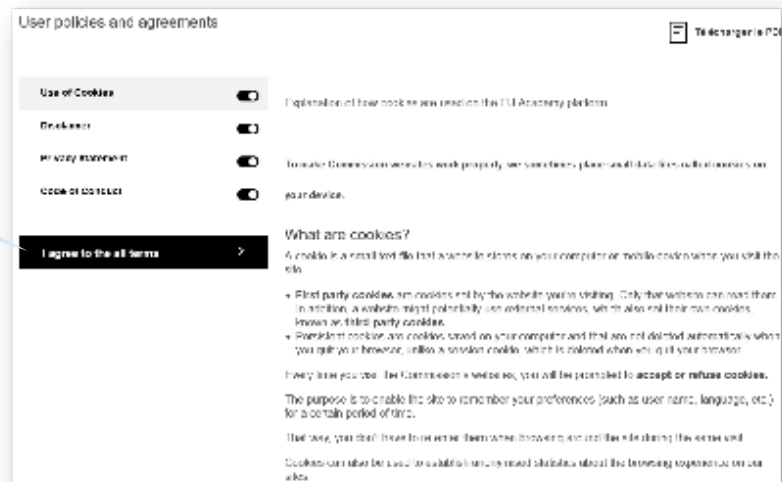 User policies and agreements
Télécharger le PDF
Use of Cookies
Disclaimer
Privacy Statement
Code of Conduct
I agree to the all terms
Explanation of how cookies are used on the EU Academy platform
To make Commission websites work properly, we sometimes place small data files called cookies on
your device.
What are cookies?
A cookie is a small text file that a website stores on your computer or mobile device when you visit the
site
• First party cookies are cookies set by the website you're visiting. Only that website can read them.
In addition, a website might potentially use external services, which also set their own cookies,
known as third party cookies.
• Persistent cookies are cookies saved on your computer and that are not deleted automatically when
you quit your browser, unlike a session cookie, which is deleted when you quit your browser
Every time you visit the Commission's websites, you will be prompted to accept or refuse cookies.
The purpose is to enable the site to remember your preferences (such as user name, language, etc.)
for a certain period of time.
That way, you don't have to re-enter them when browsing around the site during the same visit
Cookies can also be used to establish anonymised statistics about the browsing experience on our
sites